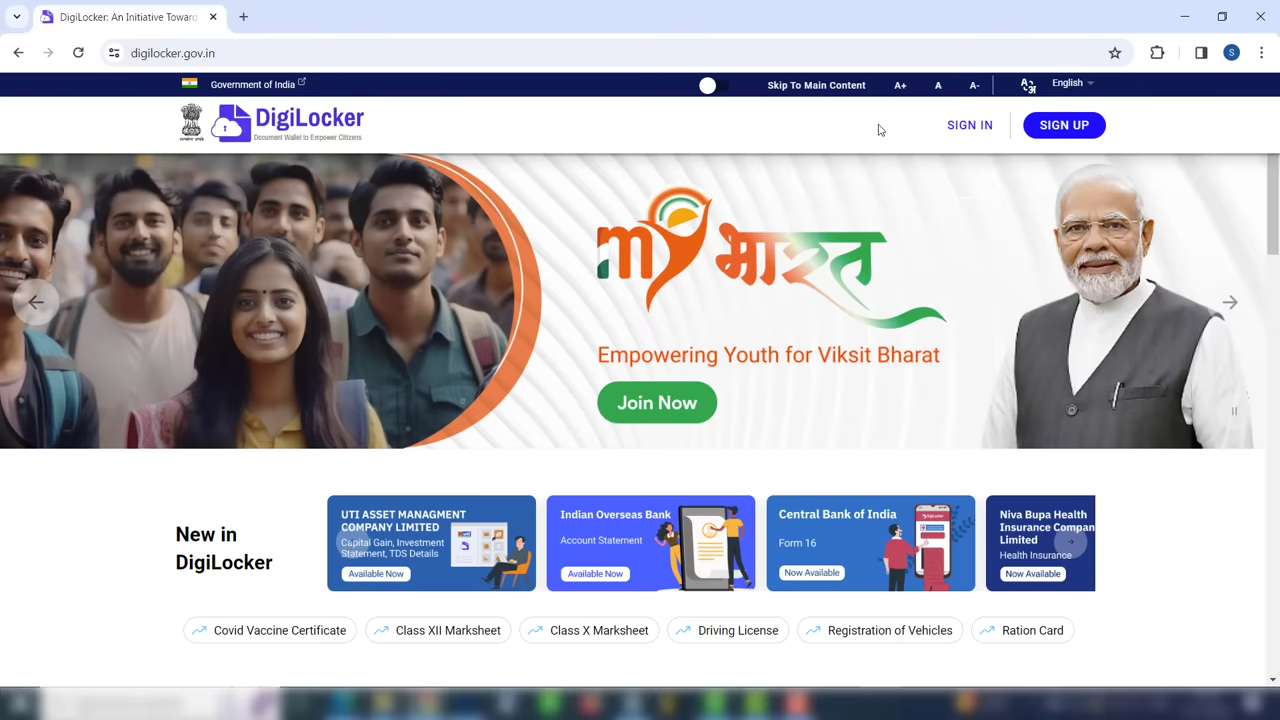 DigiLocker: An Initiative Towar
digilocker.gov.in
S
Government of India
Skip To Main Content
A+
A
A-
English
DigiLocker
Document Wallet to Empower Citizens
SIGN IN
SIGN UP
my भारत
Empowering Youth for Viksit Bharat
Join Now
New in
DigiLocker
UTI ASSET MANAGMENT
COMPANY LIMITED
Capital Gain, Investment
Statement, TDS Details
Available Now
Indian Overseas Bank
Account Statement
Available Now
Central Bank of India
Form 16
Now Available
Niva Bupa Health
Insurance Compan
Limited
Health Insurance
Now Available
Covid Vaccine Certificate
Class XII Marksheet
Class X Marksheet
Driving License
Registration of Vehicles
Ration Card